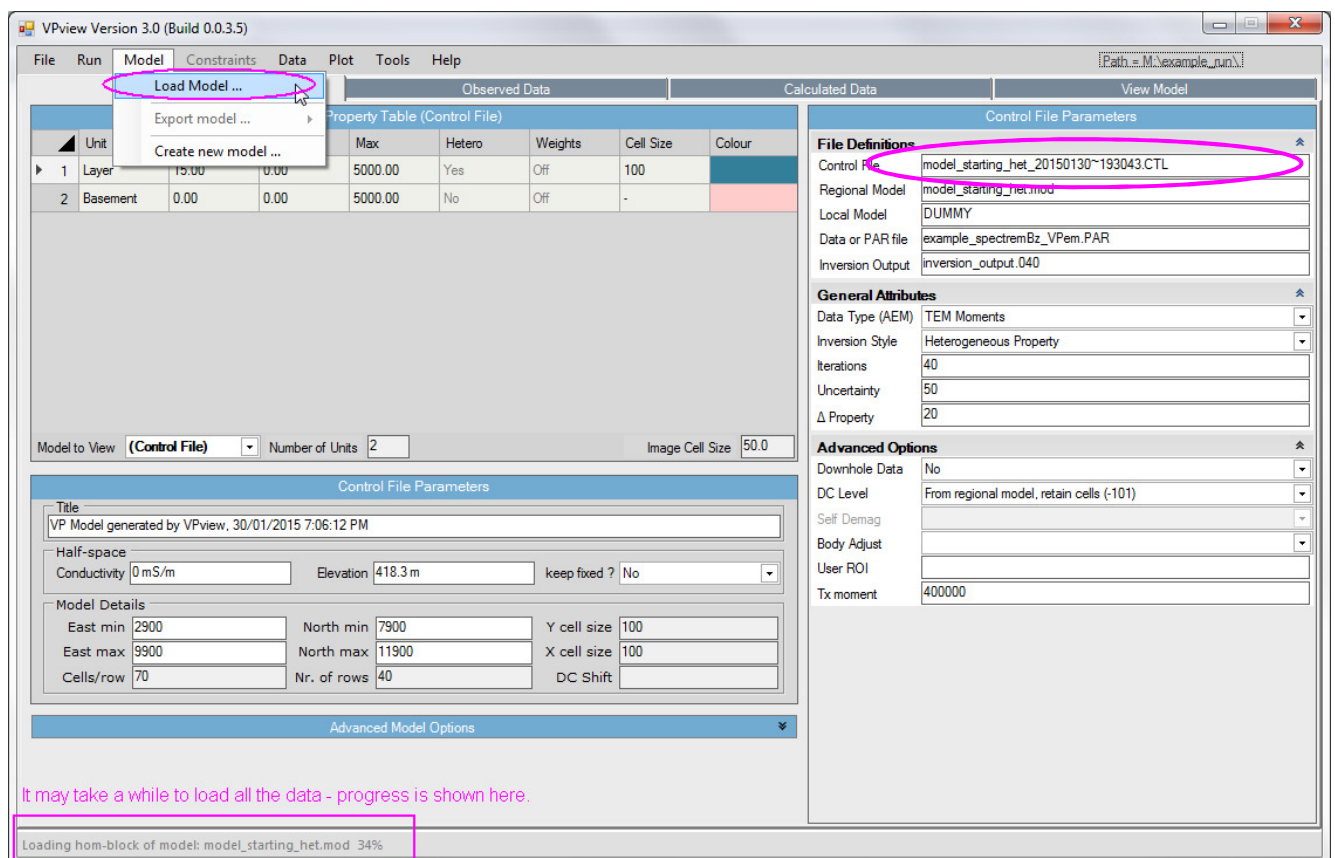 VPview Version 3.0 (Build 0.0.3.5)
File Run Model Constraints Data Plot Tools Help Path = M:\example_run\
Load Model ...
Export model ...
Create new model ...
Observed Data Calculated Data View Model
Property Table (Control File)
Unit Max Hetero Weights Cell Size Colour
1 Layer 15.00 0.00 5000.00 Yes Off 100
2 Basement 0.00 0.00 5000.00 No Off -
Model to View (Control File) Number of Units 2 Image Cell Size 50.0
Control File Parameters
Title
VP Model generated by VPview, 30/01/2015 7:06:12 PM
Half-space
Conductivity 0 mS/m Elevation 418.3 m keep fixed ? No
Model Details
East min 2900 North min 7900 Y cell size 100
East max 9900 North max 11900 X cell size 100
Cells/row 70 Nr. of rows 40 DC Shift
Advanced Model Options
Control File Parameters
File Definitions
Control File model_starting_het_20150130~193043.CTL
Regional Model model_starting_het.mod
Local Model DUMMY
Data or PAR file example_spectremBz_VPem.PAR
Inversion Output inversion_output.040
General Attributes
Data Type (AEM) TEM Moments
Inversion Style Heterogeneous Property
Iterations 40
Uncertainty 50
Δ Property 20
Advanced Options
Downhole Data No
DC Level From regional model, retain cells (-101)
Self Demag
Body Adjust
User ROI
Tx moment 400000
It may take a while to load all the data - progress is shown here.
Loading hom-block of model: model_starting_het.mod 34%